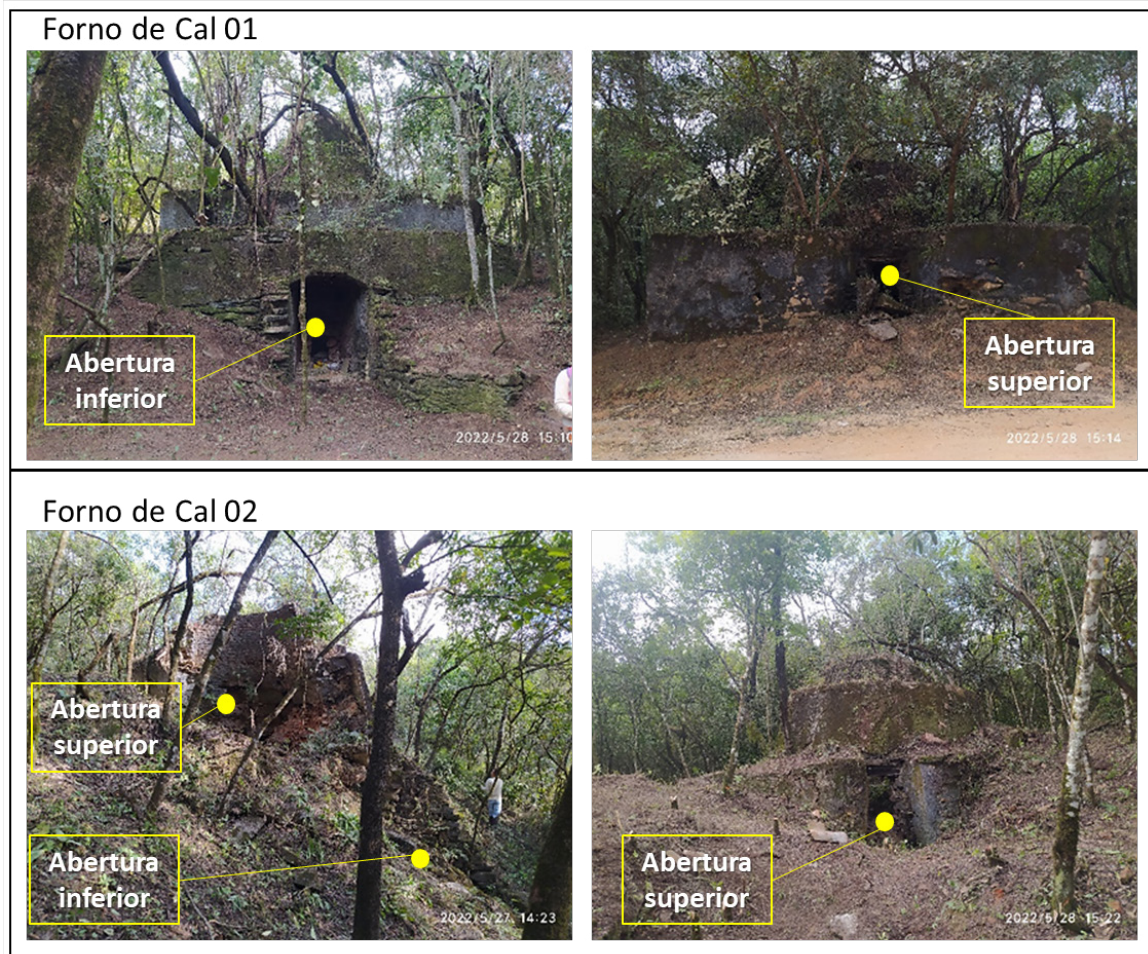 Forno de Cal 01
Abertura
inferior
2022/5/28 15:10
Abertura
superior
2022/5/28 15:14
Forno de Cal 02
Abertura
superior
Abertura
inferior
2022/5/27 14:23
Abertura
superior
2022/5/28 15:22